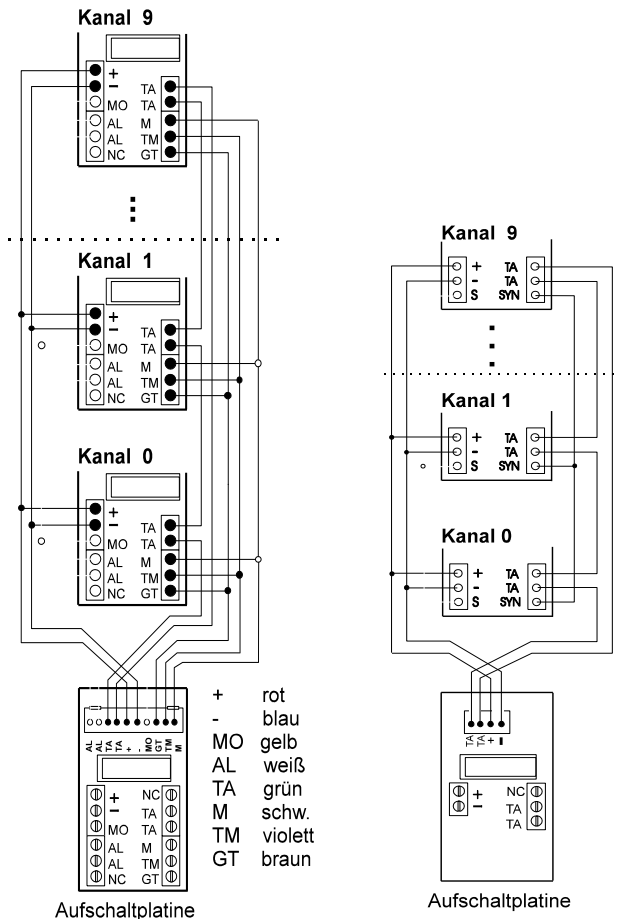 Kanal 9
+
−
MO
AL
AL
NC
TA
TA
M
TM
GT
Kanal 1
+
−
MO
AL
AL
NC
TA
TA
M
TM
GT
Kanal 0
+
−
MO
AL
AL
NC
TA
TA
M
TM
GT
AL AL TA TA + - MO GT TM M
+
−
MO
AL
AL
NC
NC
TA
TA
M
TM
GT
Aufschaltplatine
+ rot
- blau
MO gelb
AL weiß
TA grün
M schw.
TM violett
GT braun
Kanal 9
+ TA
- TA
S SYN
Kanal 1
+ TA
- TA
S SYN
Kanal 0
+ TA
- TA
S SYN
TA TA + -
+
−
NC
TA
TA
Aufschaltplatine